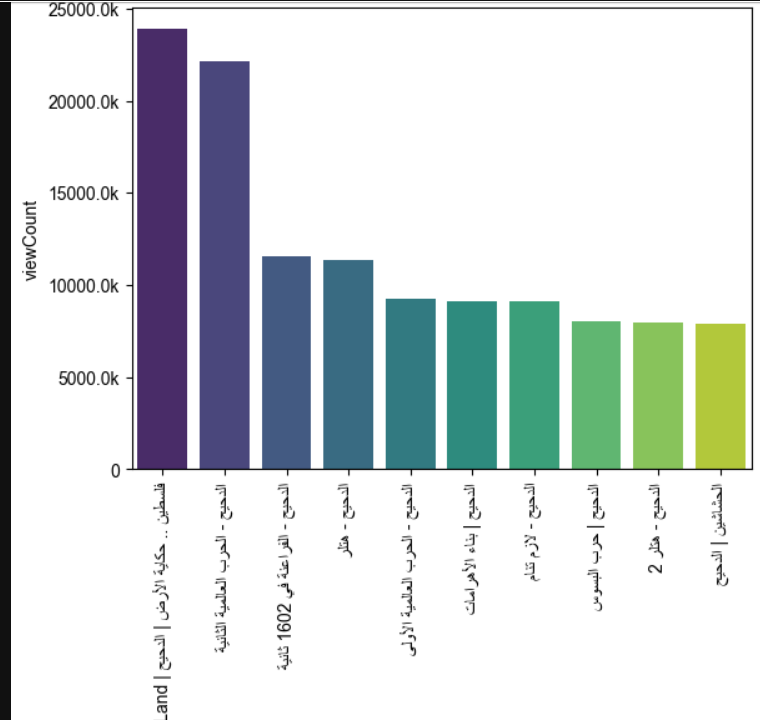 25000.0k
20000.0k
15000.0k
10000.0k
5000.0k
0
viewCount
فلسطين .. حكاية الأرض | الدحيح | Land
الدحيح - الحرب العالمية الثانية
الدحيح - الفراعنة في 1602 ثانية
الدحيح - هتلر
الدحيح - الحرب العالمية الأولى
الدحيح | بناء الأهرامات
الدحيح - لازم تنام
الدحيح | حرب البسوس
الدحيح - هتلر 2
الحشاشين | الدحيح